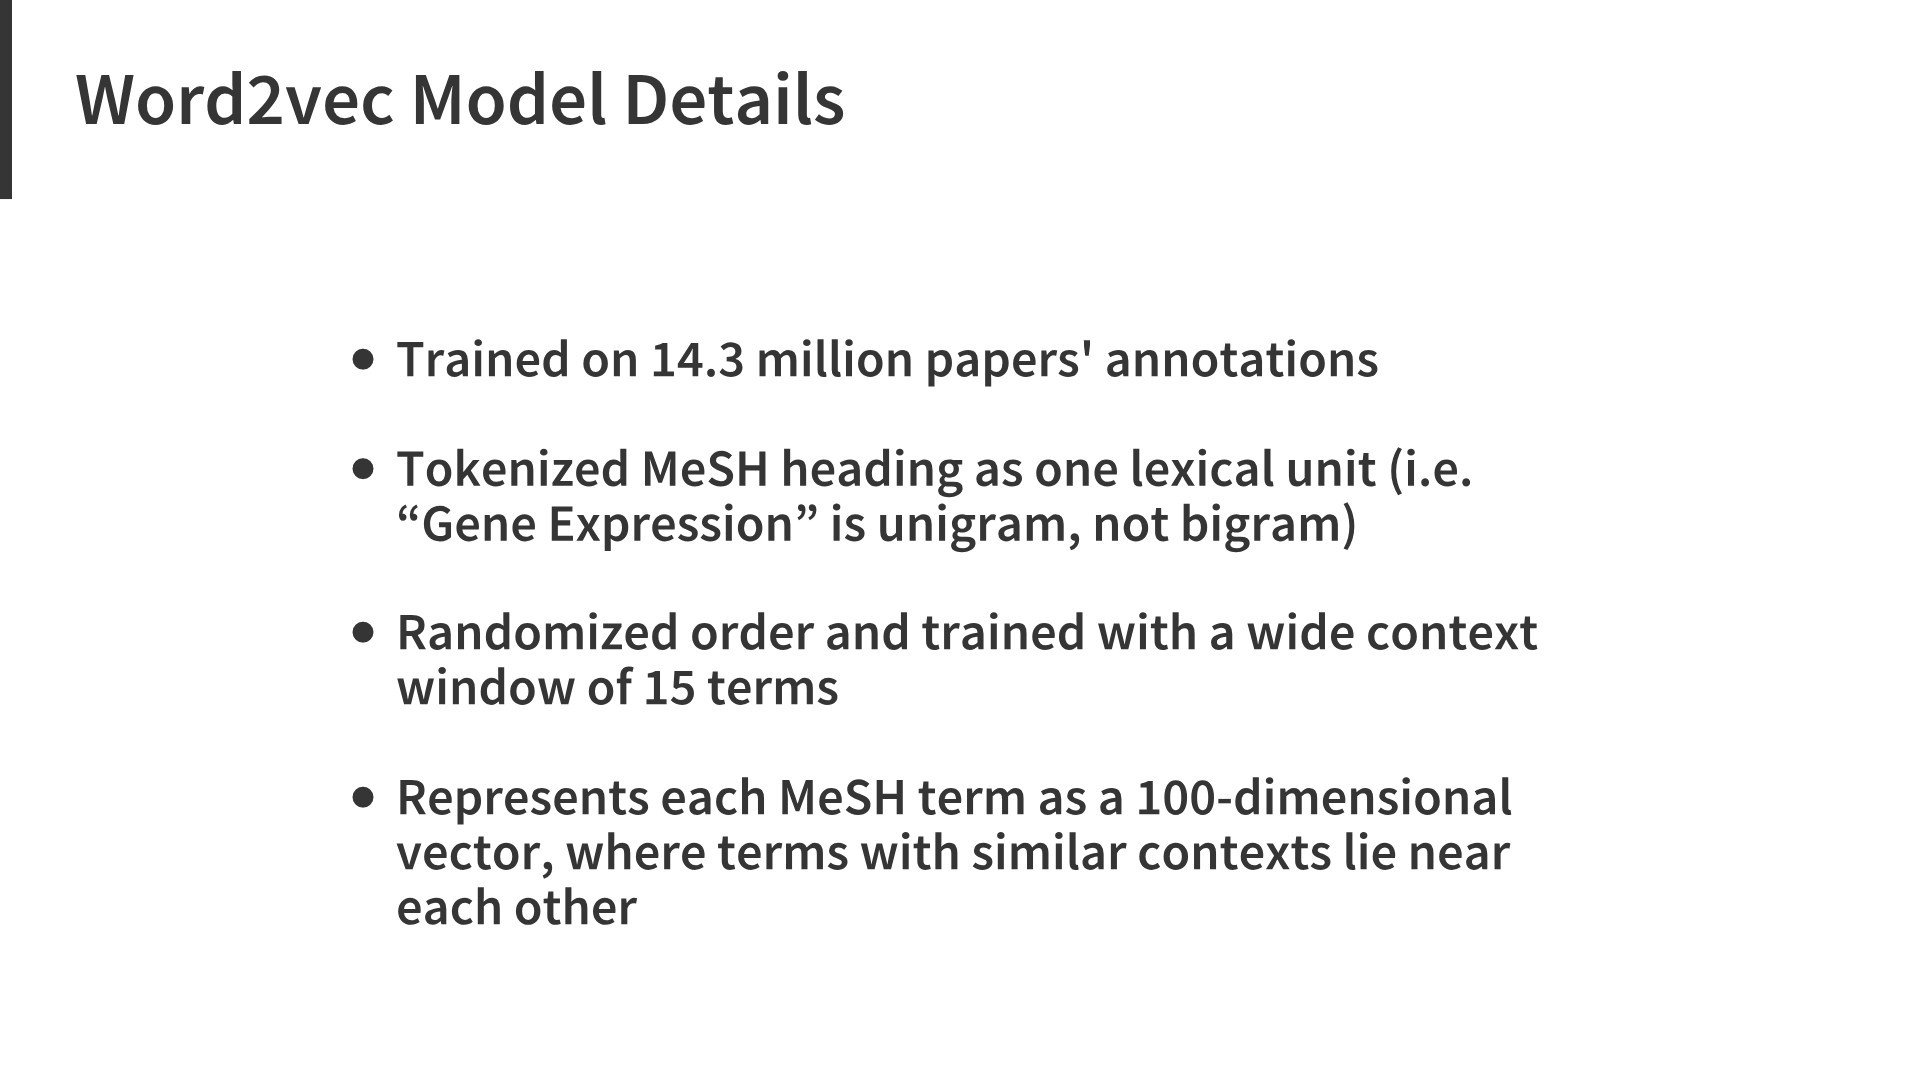 Word2vec Model Details
● Trained on 14.3 million papers' annotations
● Tokenized MeSH heading as one lexical unit (i.e.
“Gene Expression” is unigram, not bigram)
● Randomized order and trained with a wide context
window of 15 terms
● Represents each MeSH term as a 100-dimensional
vector, where terms with similar contexts lie near
each other